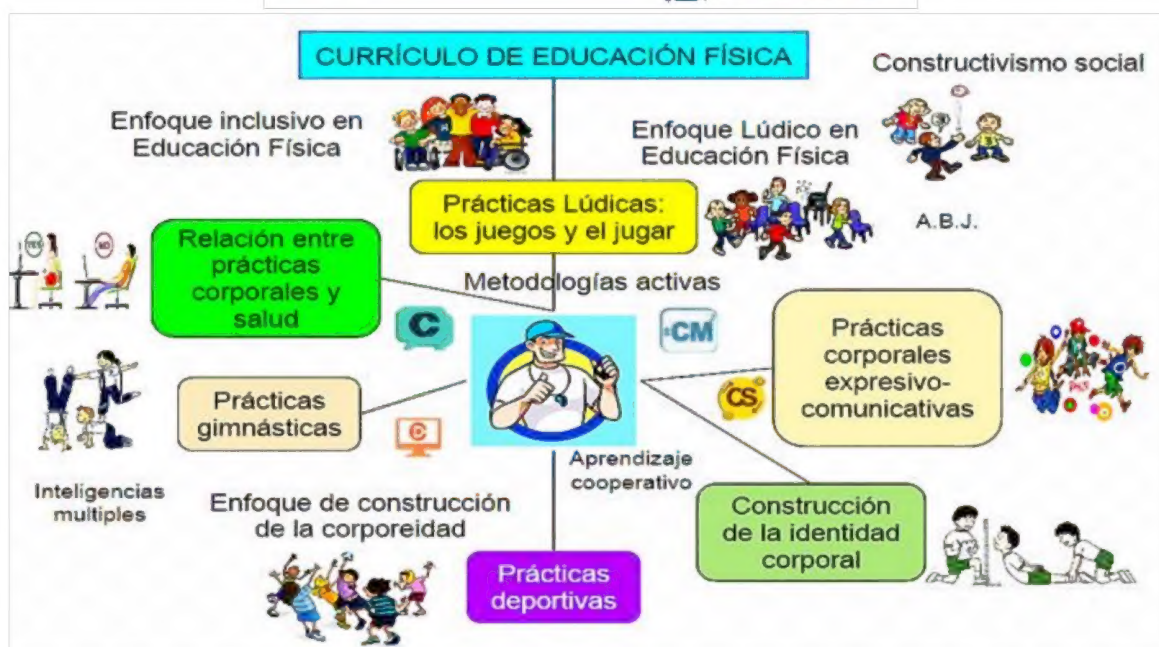 CURRÍCULO DE EDUCACIÓN FÍSICA
Constructivismo social
Enfoque inclusivo en
Educación Física
Enfoque Lúdico en
Educación Física
Prácticas Lúdicas:
los juegos y el jugar
A.B.J.
Relación entre
prácticas
corporales y
salud
YES
NO
Metodologías activas
C
CM
Prácticas
corporales
expresivo-
comunicativas
CS
Prácticas
gimnásticas
C
Inteligencias
multiples
Aprendizaje
cooperativo
Enfoque de construcción
de la corporeidad
Construcción
de la identidad
corporal
Prácticas
deportivas